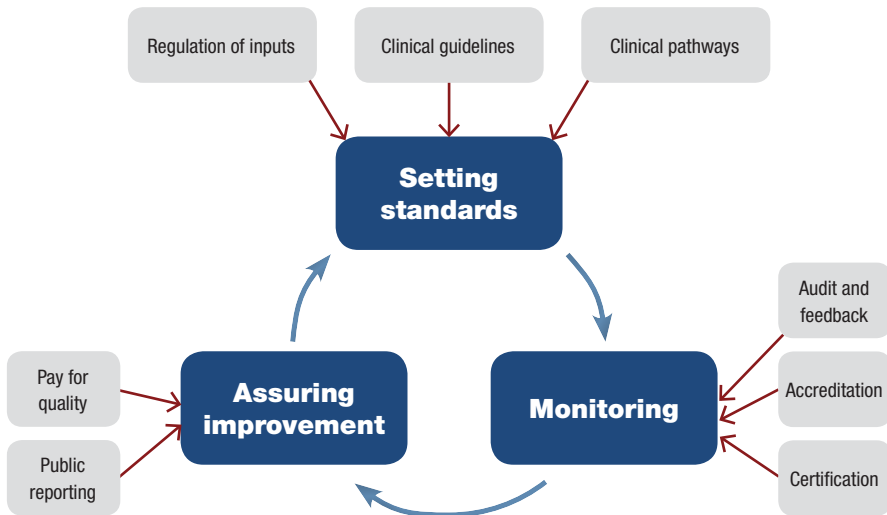 Regulation of inputs
Clinical guidelines
Clinical pathways
Setting
standards
Audit and
feedback
Pay for
quality
Assuring
improvement
Monitoring
Accreditation
Public
reporting
Certification